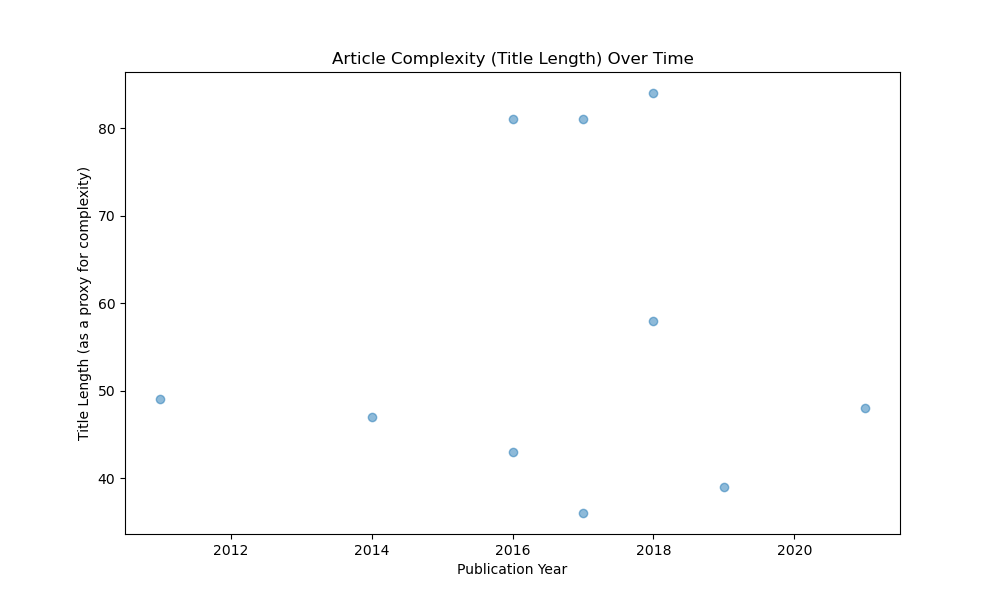 Article Complexity (Title Length) Over Time
Title Length (as a proxy for complexity)
80
70
60
50
40
2012 2014 2016 2018 2020
Publication Year